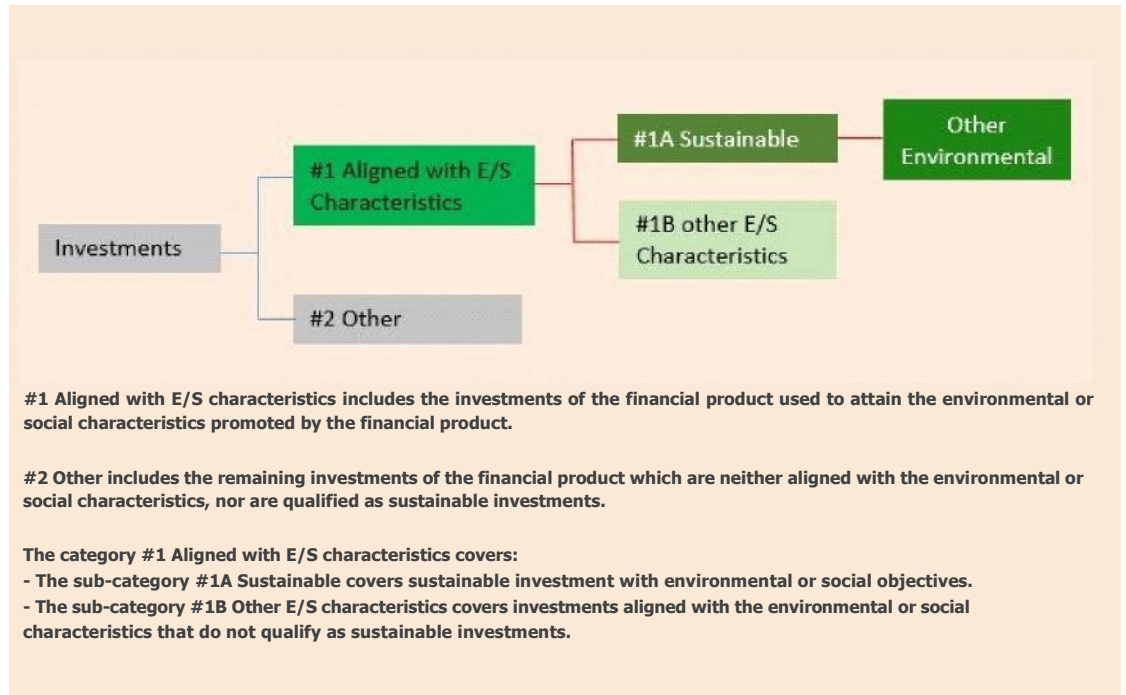 Other
Environmental
#1A Sustainable
#1 Aligned with E/S
Characteristics
#1B other E/S
Characteristics
Investments
#2 Other
#1 Aligned with E/S characteristics includes the investments of the financial product used to attain the environmental or
social characteristics promoted by the financial product.
#2 Other includes the remaining investments of the financial product which are neither aligned with the environmental or
social characteristics, nor are qualified as sustainable investments.
The category #1 Aligned with E/S characteristics covers:
- The sub-category #1A Sustainable covers sustainable investment with environmental or social objectives.
- The sub-category #1B Other E/S characteristics covers investments aligned with the environmental or social
characteristics that do not qualify as sustainable investments.